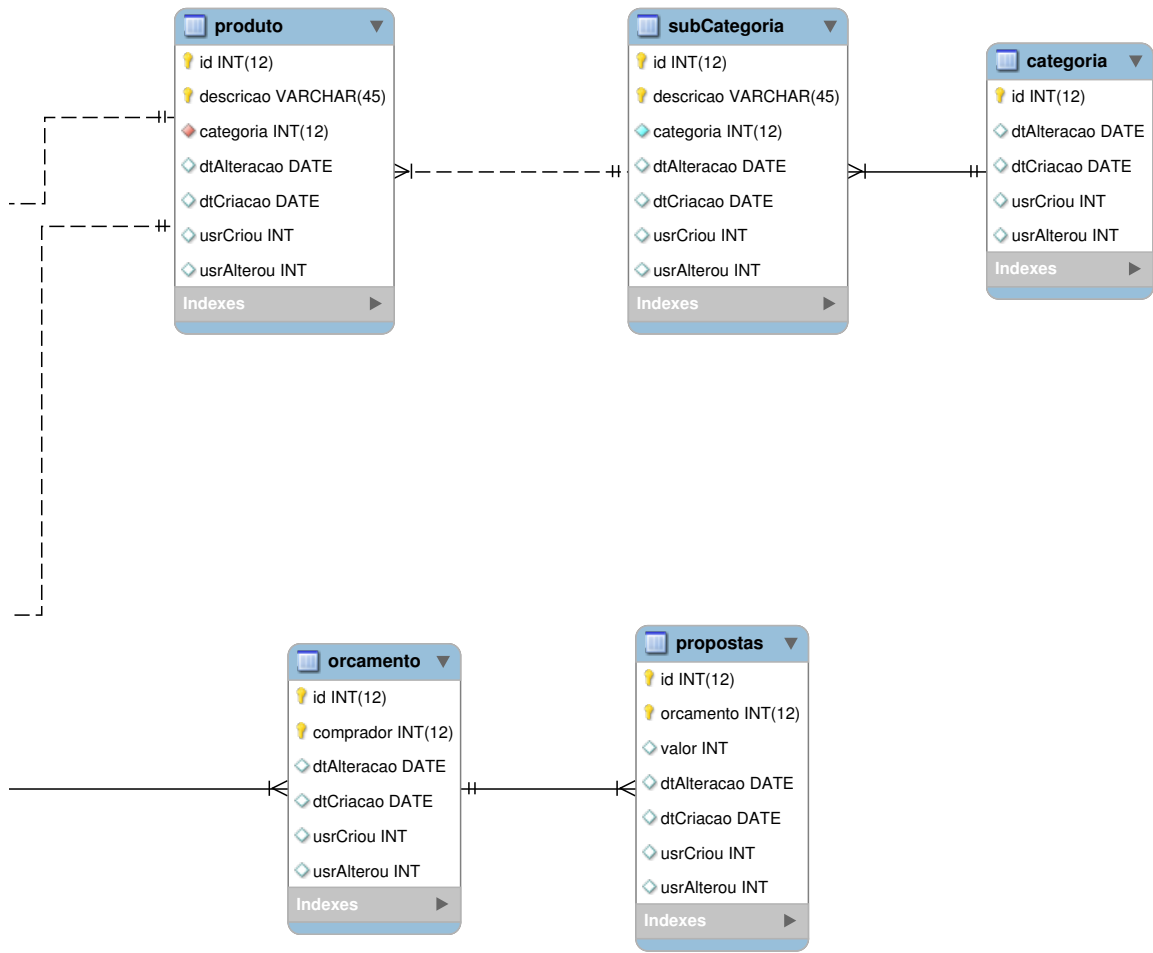 produto
id INT(12)
descricao VARCHAR(45)
categoria INT(12)
dtAlteracao DATE
dtCriacao DATE
usrCriou INT
usrAlterou INT
Indexes
subCategoria
id INT(12)
descricao VARCHAR(45)
categoria INT(12)
dtAlteracao DATE
dtCriacao DATE
usrCriou INT
usrAlterou INT
Indexes
categoria
id INT(12)
dtAlteracao DATE
dtCriacao DATE
usrCriou INT
usrAlterou INT
Indexes
orcamento
id INT(12)
comprador INT(12)
dtAlteracao DATE
dtCriacao DATE
usrCriou INT
usrAlterou INT
Indexes
propostas
id INT(12)
orcamento INT(12)
valor INT
dtAlteracao DATE
dtCriacao DATE
usrCriou INT
usrAlterou INT
Indexes